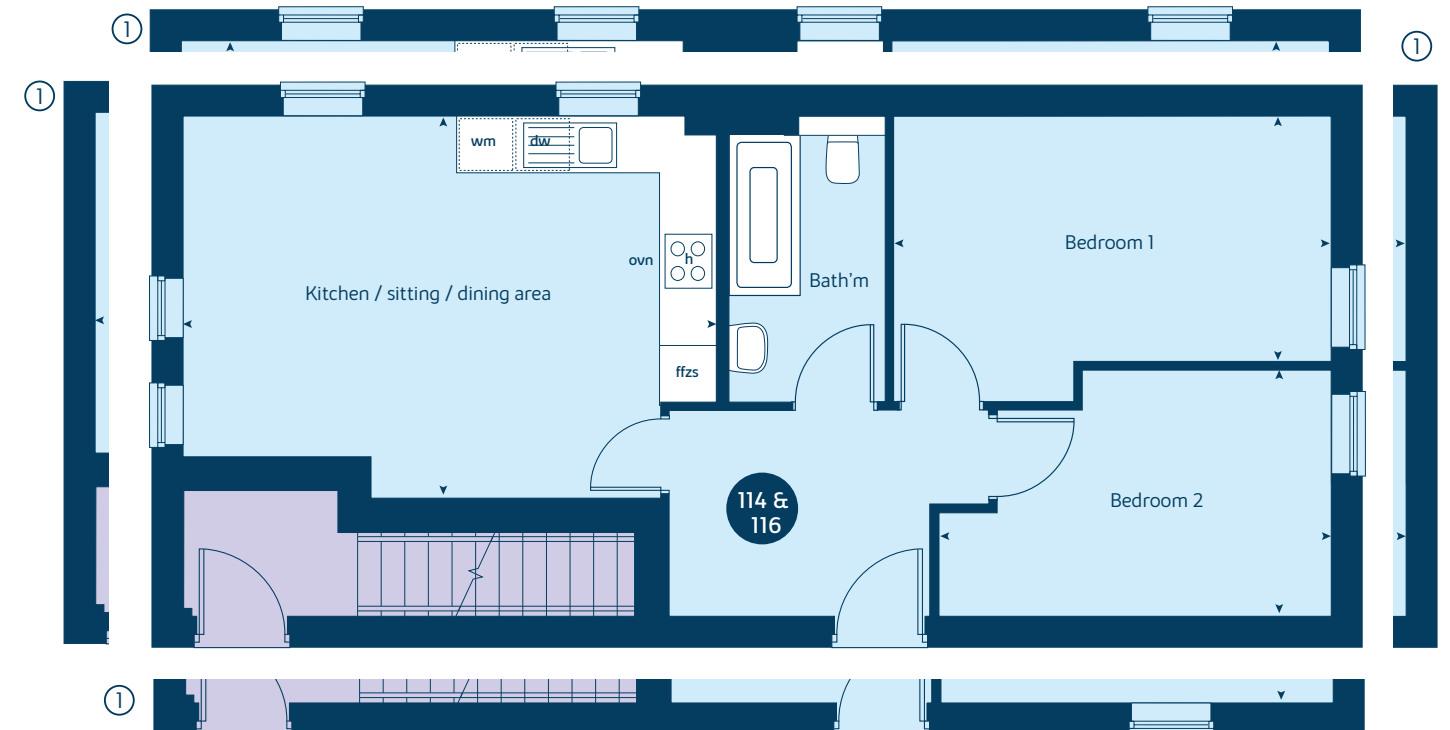 1
1
1
wm
dw
Bedroom 1
ovn
h
Bath'm
Kitchen / sitting / dining area
ffzs
114 &
116
Bedroom 2
1